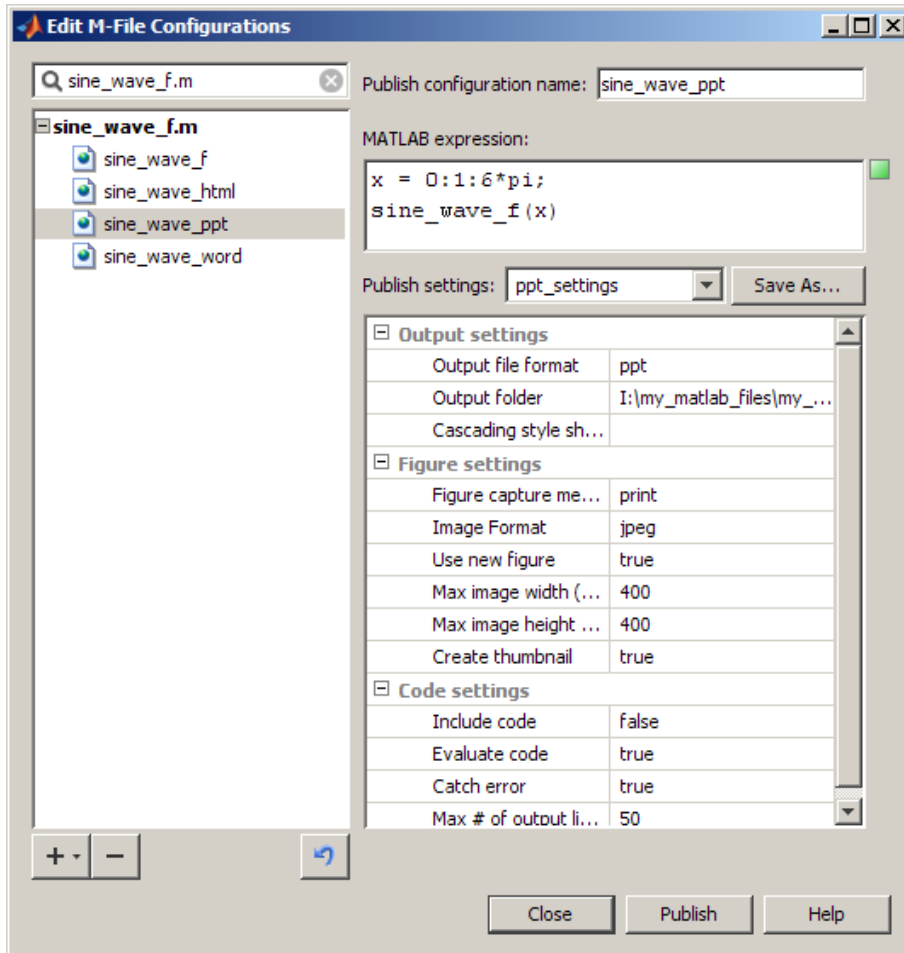 Edit M-File Configurations
sine_wave_f.m
Publish configuration name: sine_wave_ppt
sine_wave_f.m
sine_wave_f
sine_wave_html
sine_wave_ppt
sine_wave_word
MATLAB expression:
x = 0:1:6*pi;
sine_wave_f(x)
Publish settings: ppt_settings Save As...
Output settings
Output file format ppt
Output folder I:\my_matlab_files\my_...
Cascading style sh...
Figure settings
Figure capture me... print
Image Format jpeg
Use new figure true
Max image width (... 400
Max image height ... 400
Create thumbnail true
Code settings
Include code false
Evaluate code true
Catch error true
Max # of output li... 50
Close Publish Help